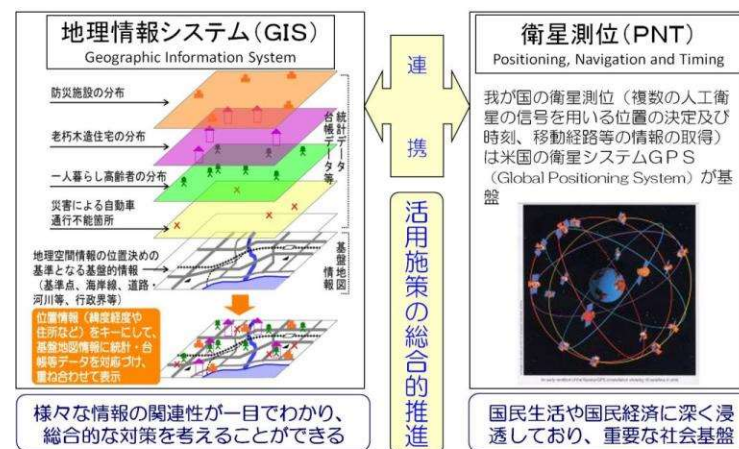 地理情報システム(GIS)
Geographic Information System
防災施設の分布
老朽木造住宅の分布
一人暮らし高齢者の分布
災害による自動車
通行不能箇所
統計データ
台帳データ等
地理空間情報の位置決めの
基準となる基盤的情報
(基準点、海岸線、道路・
河川等、行政界等)
基盤地図
情報
位置情報(緯度経度や
住所など)をキーにして、
基盤地図情報に統計・台
帳等データを対応づけ、
重ね合わせて表示
様々な情報の関連性が一目でわかり、
総合的な対策を考えることができる
連
携
活用施策の総合的推進
衛星測位(PNT)
Positioning, Navigation and Timing
我が国の衛星測位(複数の人工衛
星の信号を用いる位置の決定及び
時刻、移動経路等の情報の取得)
は米国の衛星システムGPS
(Global Positioning System)が基
盤
国民生活や国民経済に深く浸
透しており、重要な社会基盤